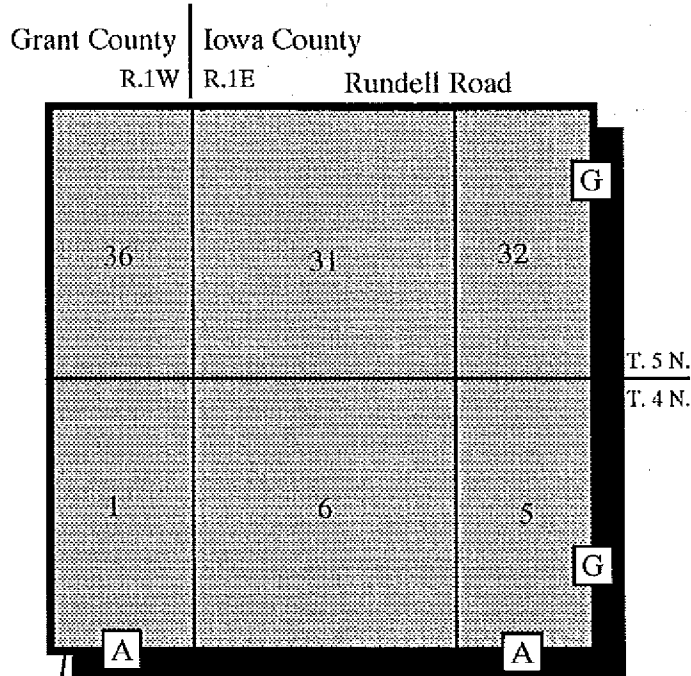 Grant County Iowa County
R.1W R.1E Rundell Road
G
36 31 32
T. 5 N.
T. 4 N.
1 6 5
G
A A